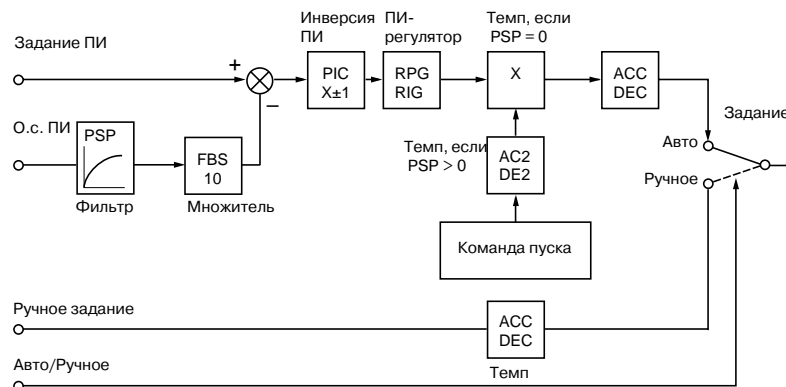 Задание ПИ
+
−
Инверсия
ПИ
PIC
X±1
ПИ-
регулятор
RPG
RIG
Темп, если
PSP = 0
X
ACC
DEC
Задание
О.с. ПИ
PSP
Фильтр
FBS
10
Множитель
Темп, если
PSP > 0
AC2
DE2
Команда пуска
Авто
Ручное
Ручное задание
ACC
DEC
Темп
Авто/Ручное